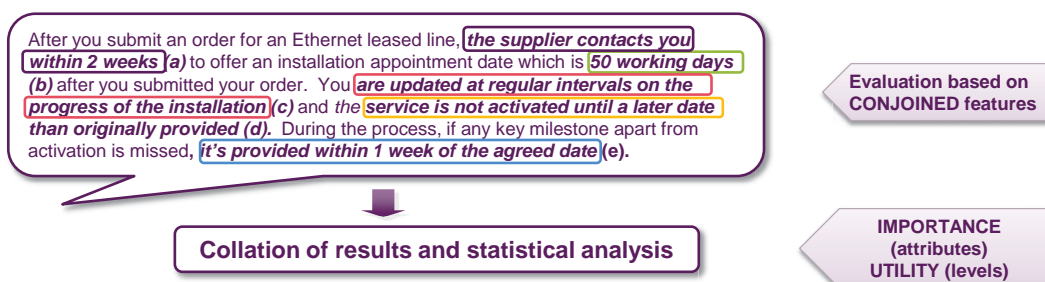 After you submit an order for an Ethernet leased line, the supplier contacts you
within 2 weeks (a) to offer an installation appointment date which is 50 working days
(b) after you submitted your order. You are updated at regular intervals on the
progress of the installation (c) and the service is not activated until a later date
than originally provided (d). During the process, if any key milestone apart from
activation is missed, it's provided within 1 week of the agreed date (e).
Evaluation based on
CONJOINED features
Collation of results and statistical analysis
IMPORTANCE
(attributes)
UTILITY (levels)